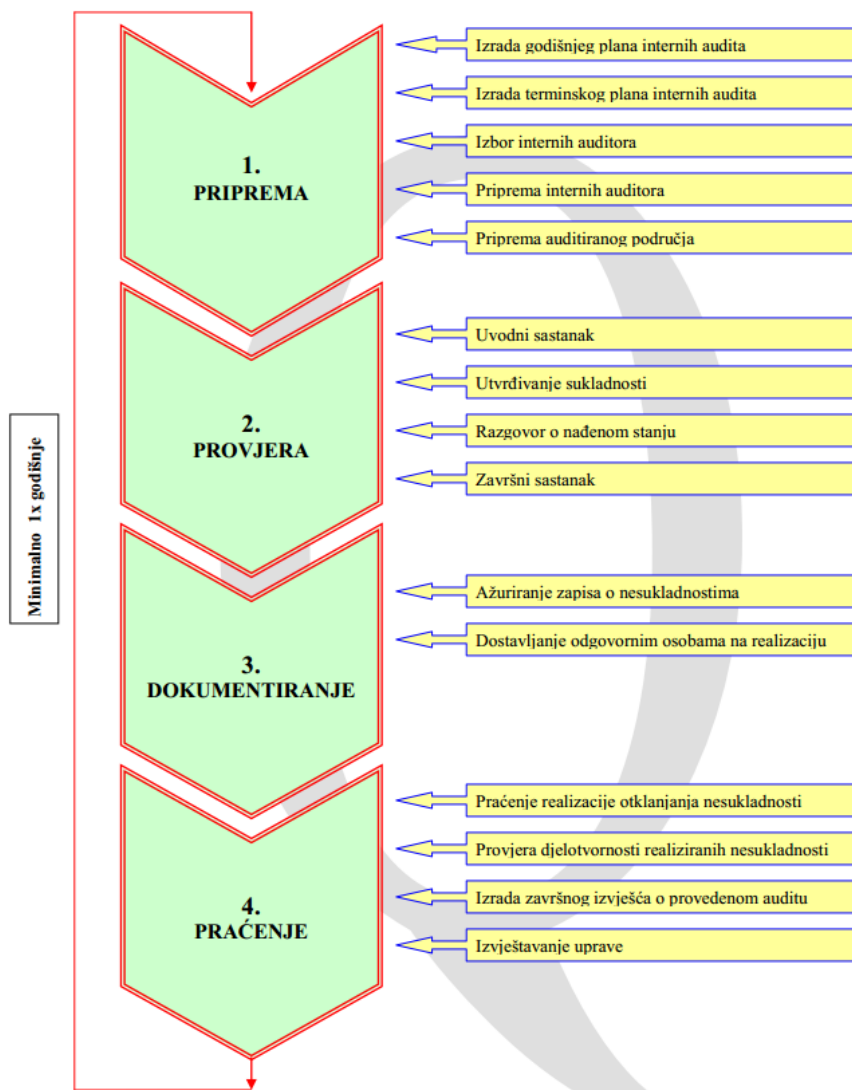 Izrada godišnjeg plana internih audita
Izrada terminskog plana internih audita
Izbor internih auditora
1.
PRIPREMA
Priprema internih auditora
Priprema auditiranog područja
Uvodni sastanak
Utvrđivanje sukladnosti
2.
PROVJERA
Razgovor o nađenom stanju
Završni sastanak
Minimalno 1x godišnje
Ažuriranje zapisa o nesukladnostima
Dostavljanje odgovornim osobama na realizaciju
3.
DOKUMENTIRANJE
Praćenje realizacije otklanjanja nesukladnosti
Provjera djelotvornosti realiziranih nesukladnosti
Izrada završnog izvješća o provedenom auditu
4.
PRAĆENJE
Izvještavanje uprave